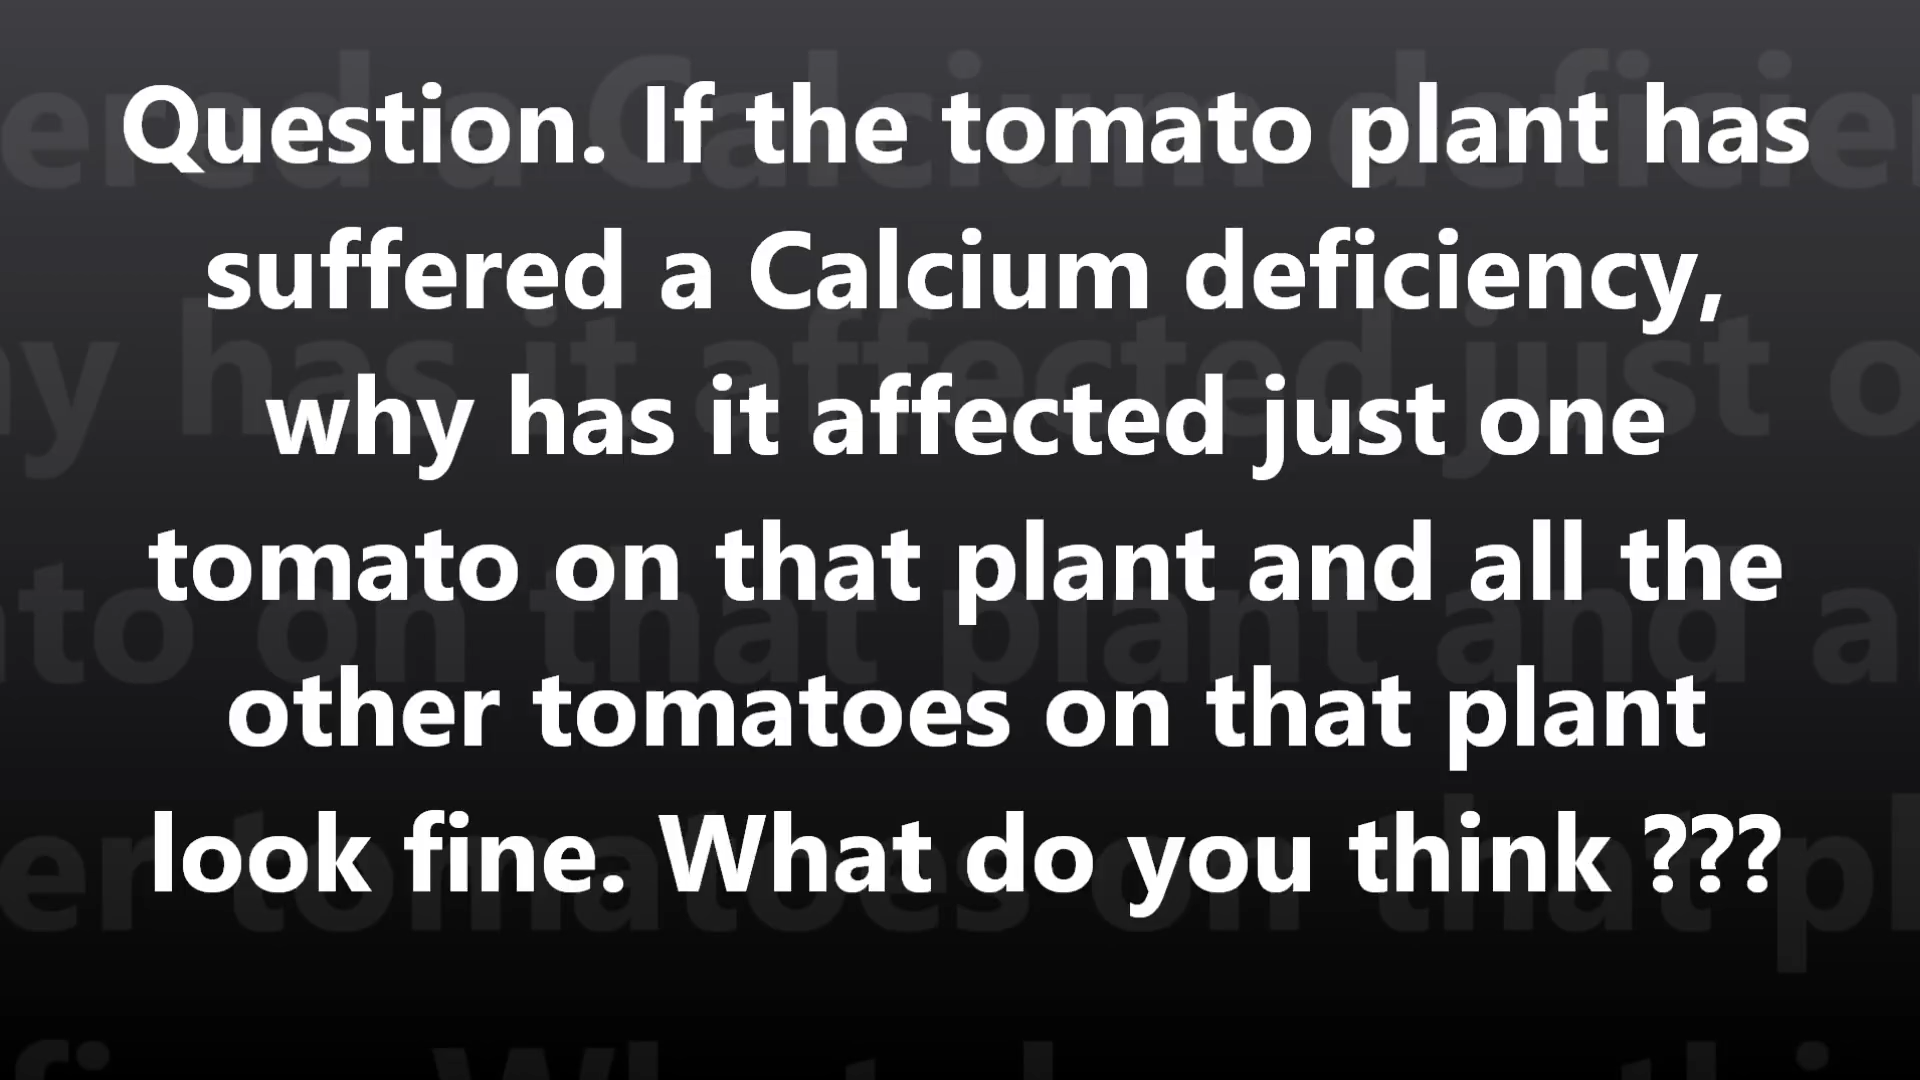 Question. If the tomato plant has
suffered a Calcium deficiency,
why has it affected just one
tomato on that plant and all the
other tomatoes on that plant
look fine. What do you think ???